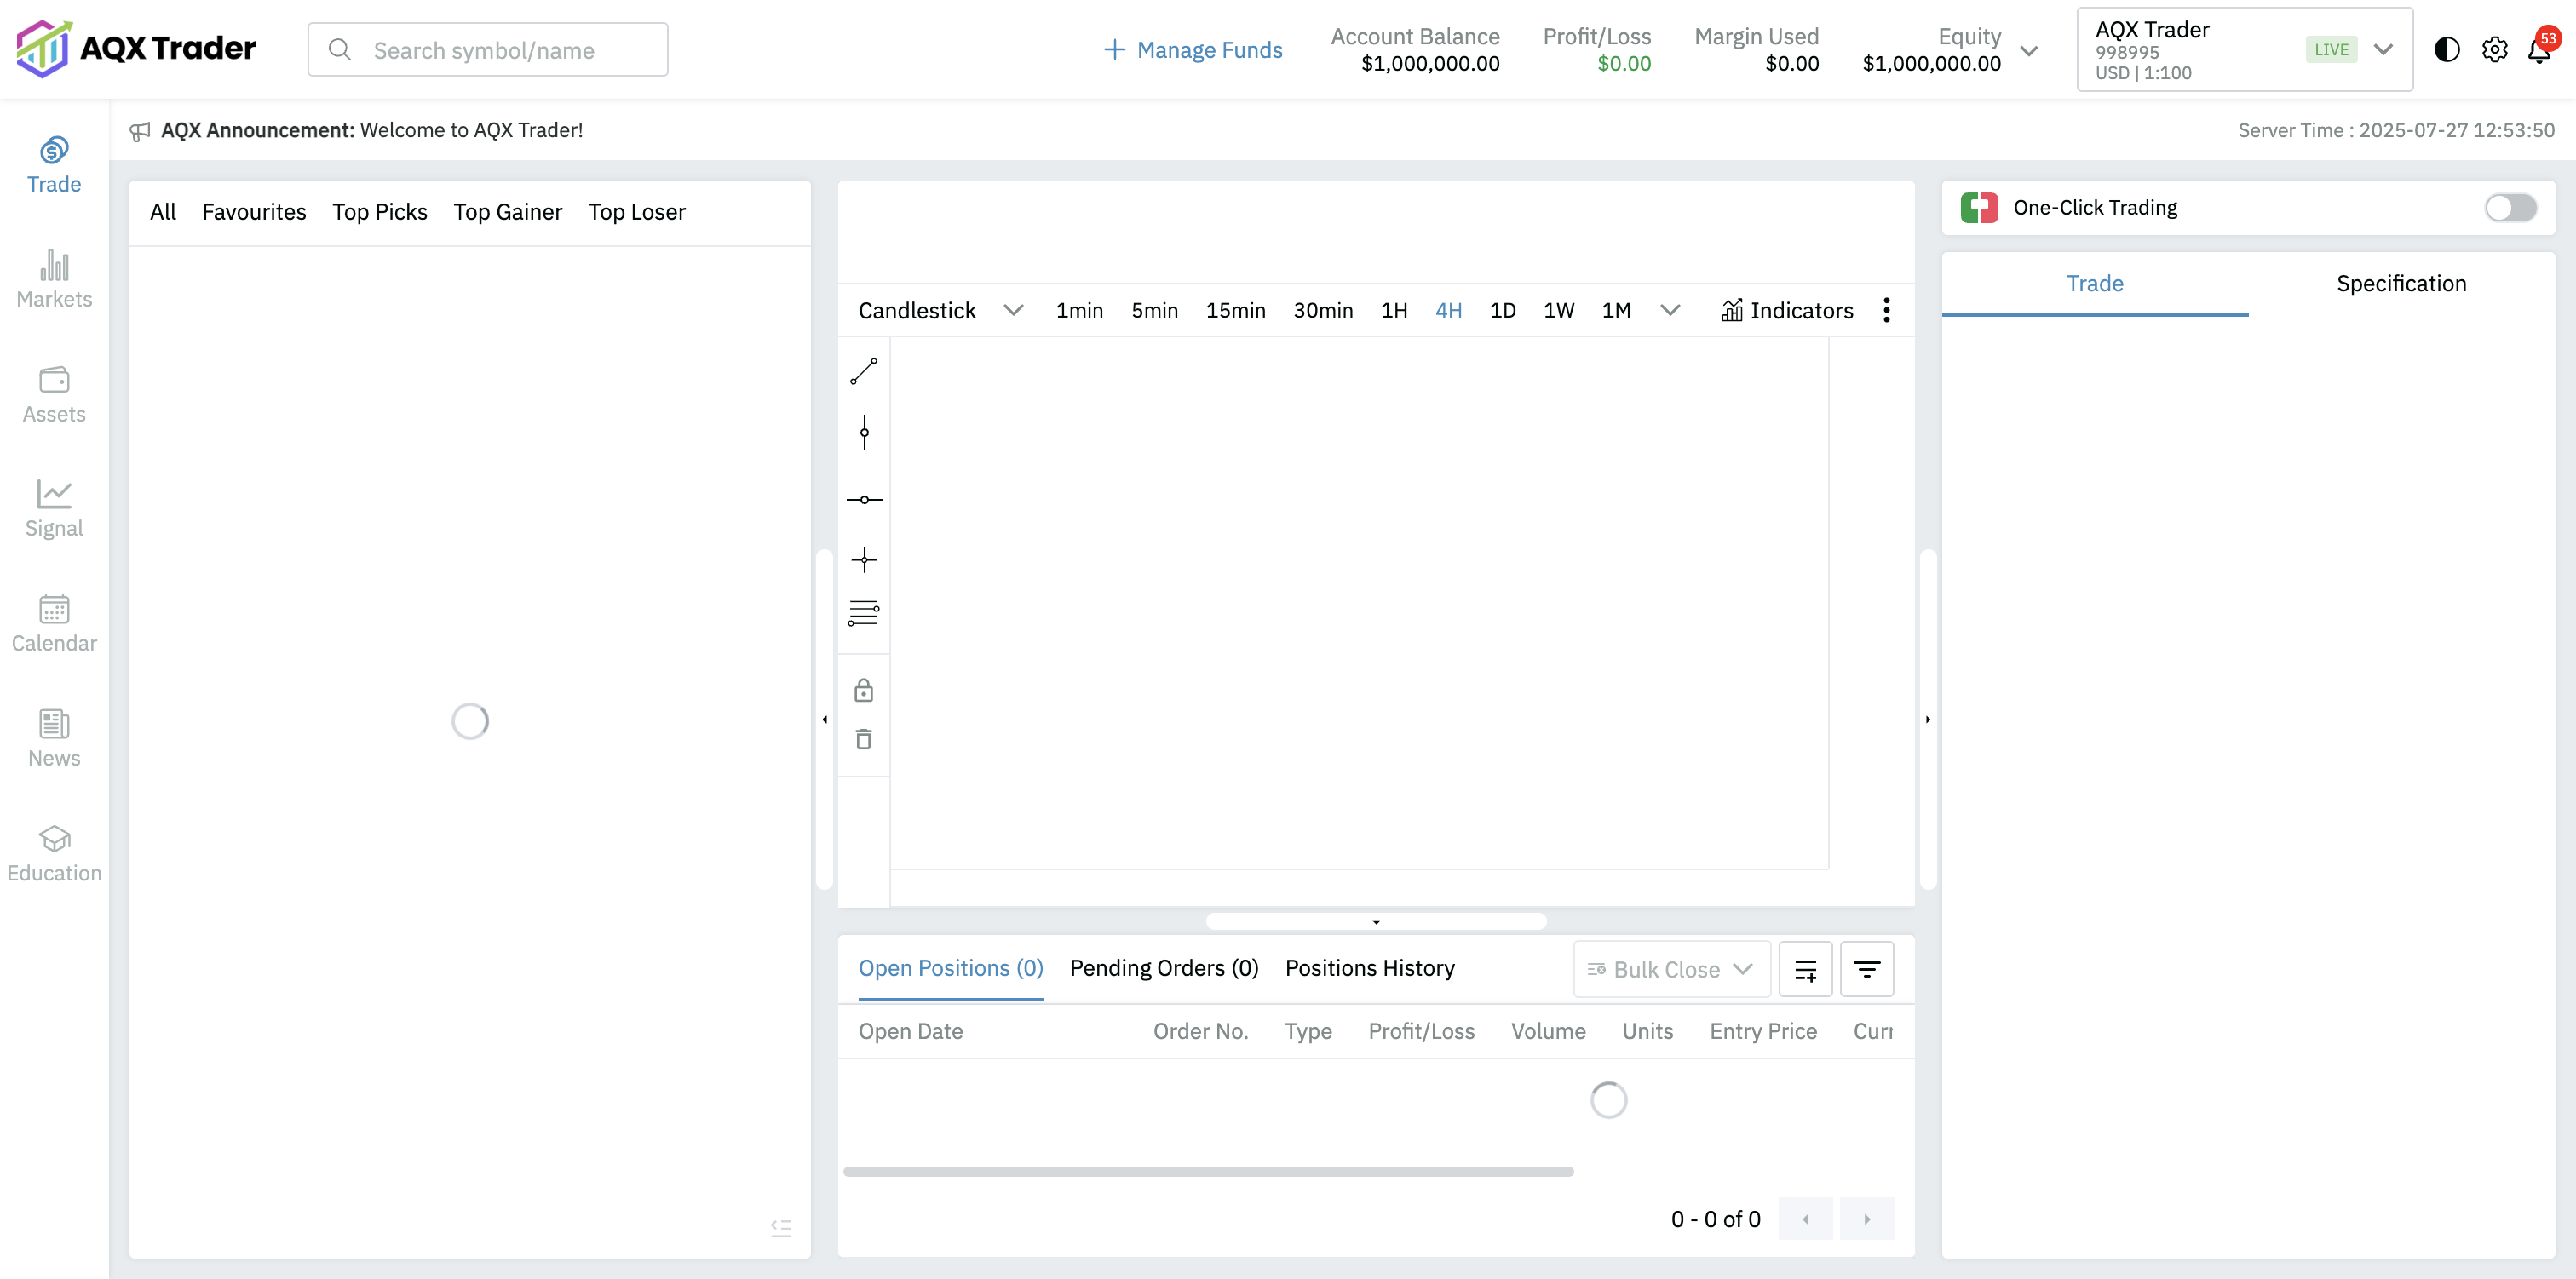 AQX Trader
Search symbol/name
Manage Funds
Account Balance
$1,000,000.00
Profit/Loss
$0.00
Margin Used
$0.00
Equity
$1,000,000.00
AQX Trader
998995
USD | 1:100
LIVE
53
AQX Announcement: Welcome to AQX Trader!
Server Time : 2025-07-27 12:53:50
Trade
Markets
Assets
Signal
Calendar
News
Education
All Favourites Top Picks Top Gainer Top Loser
Candlestick 1min 5min 15min 30min 1H 4H 1D 1W 1M Indicators
Open Positions (0) Pending Orders (0) Positions History Bulk Close
Open Date Order No. Type Profit/Loss Volume Units Entry Price Curr
0 - 0 of 0
One-Click Trading
Trade Specification